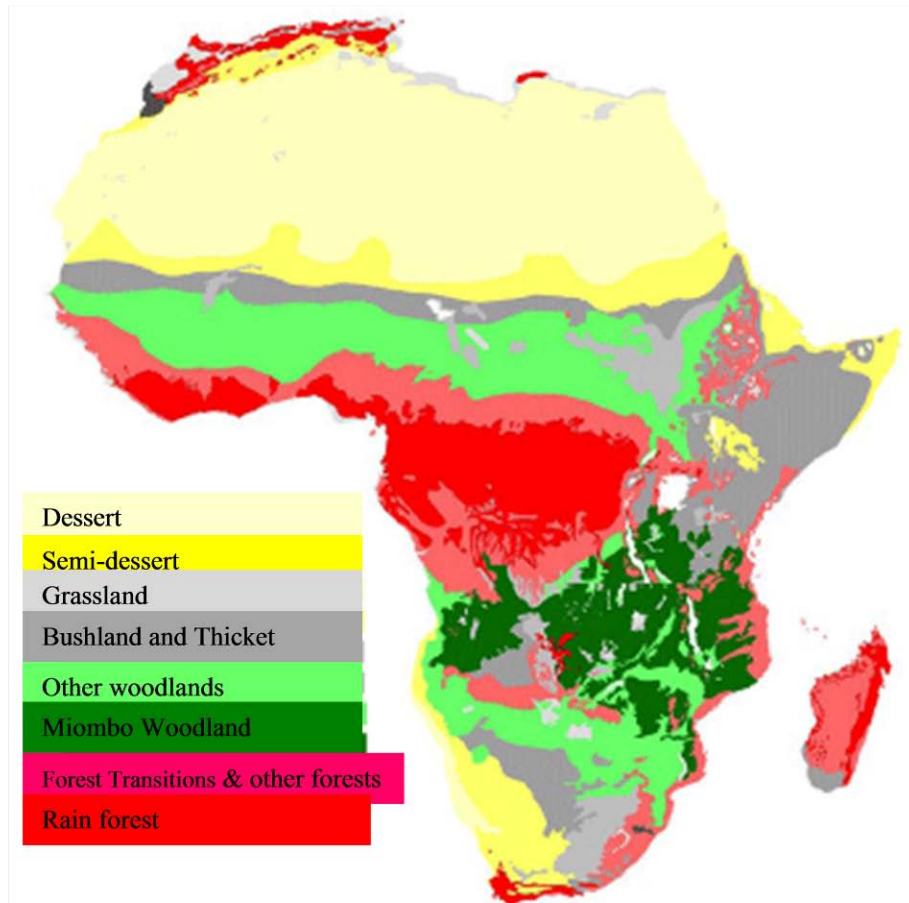 Dessert
Semi-dessert
Grassland
Bushland and Thicket
Other woodlands
Miombo Woodland
Forest Transitions & other forests
Rain forest